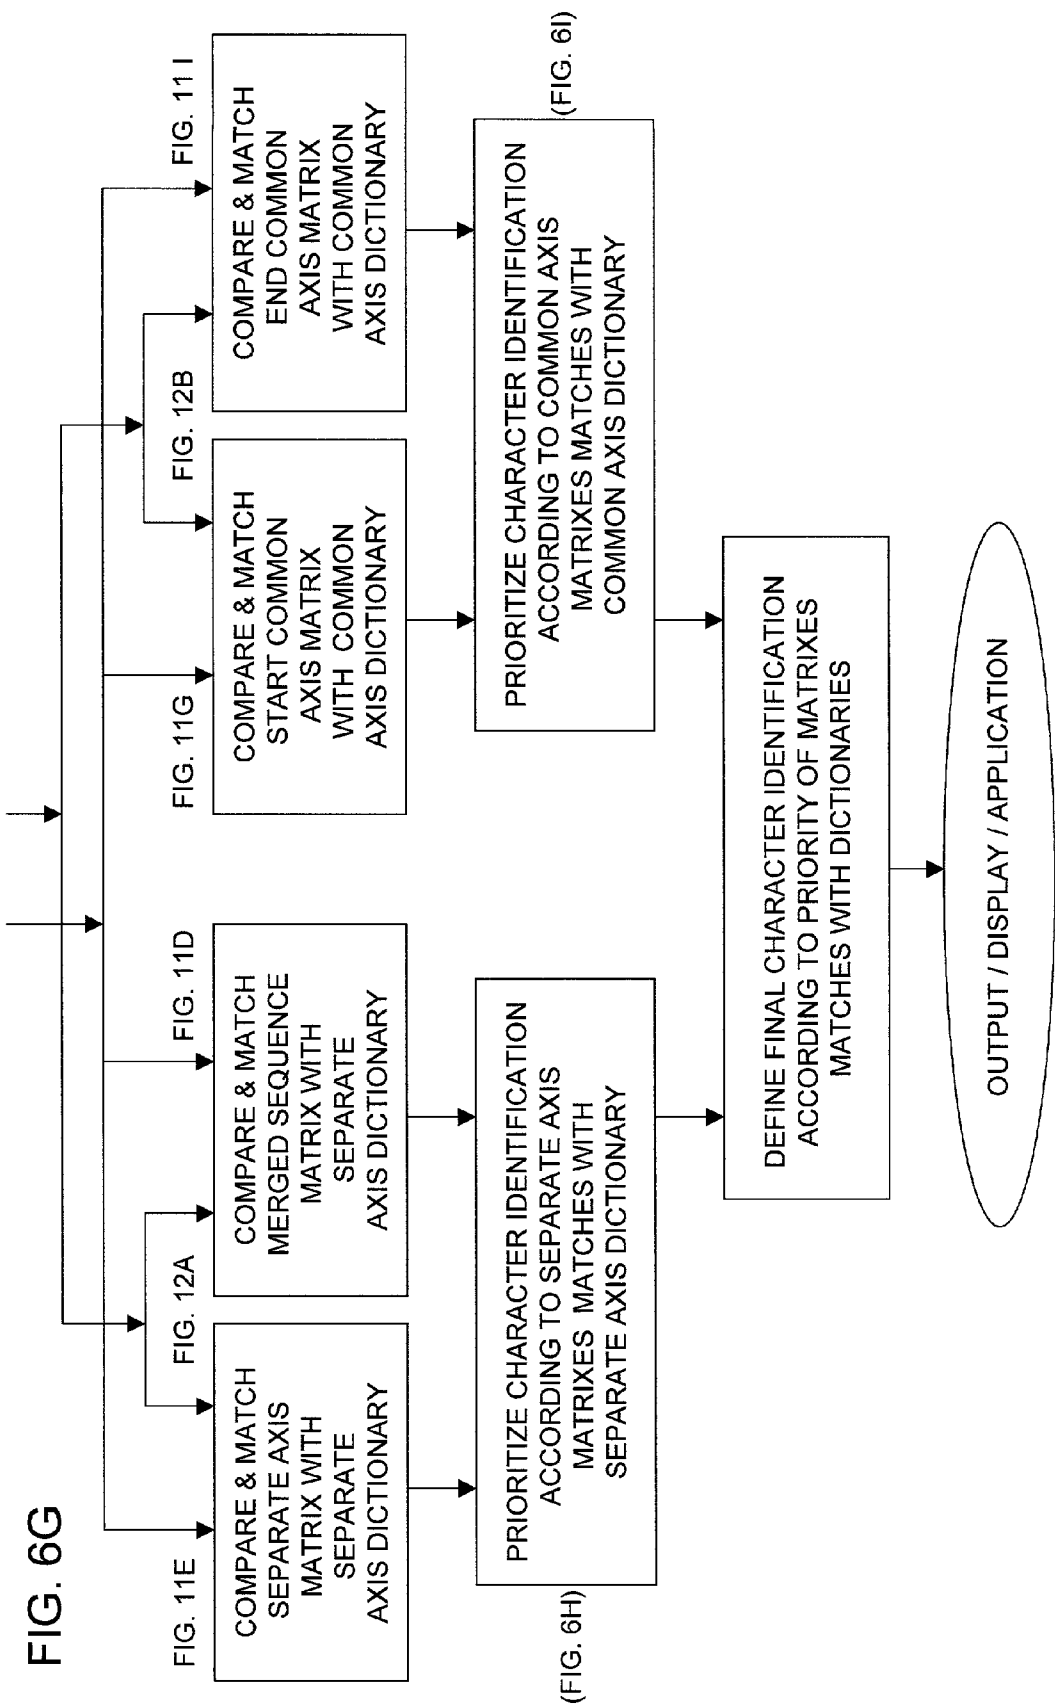 FIG. 6G
FIG. 11E
FIG. 12A
FIG. 11D
FIG. 11G
FIG. 12B
FIG. 11 I
COMPARE & MATCH
SEPARATE AXIS
MATRIX WITH
SEPARATE
AXIS DICTIONARY
COMPARE & MATCH
MERGED SEQUENCE
MATRIX WITH
SEPARATE
AXIS DICTIONARY
COMPARE & MATCH
START COMMON
AXIS MATRIX
WITH COMMON
AXIS DICTIONARY
COMPARE & MATCH
END COMMON
AXIS MATRIX
WITH COMMON
AXIS DICTIONARY
(FIG. 6H)
PRIORITIZE CHARACTER IDENTIFICATION
ACCORDING TO SEPARATE AXIS
MATRIXES MATCHES WITH
SEPARATE AXIS DICTIONARY
PRIORITIZE CHARACTER IDENTIFICATION
ACCORDING TO COMMON AXIS
MATRIXES MATCHES WITH
COMMON AXIS DICTIONARY
(FIG. 6I)
DEFINE FINAL CHARACTER IDENTIFICATION
ACCORDING TO PRIORITY OF MATRIXES
MATCHES WITH DICTIONARIES
OUTPUT / DISPLAY / APPLICATION